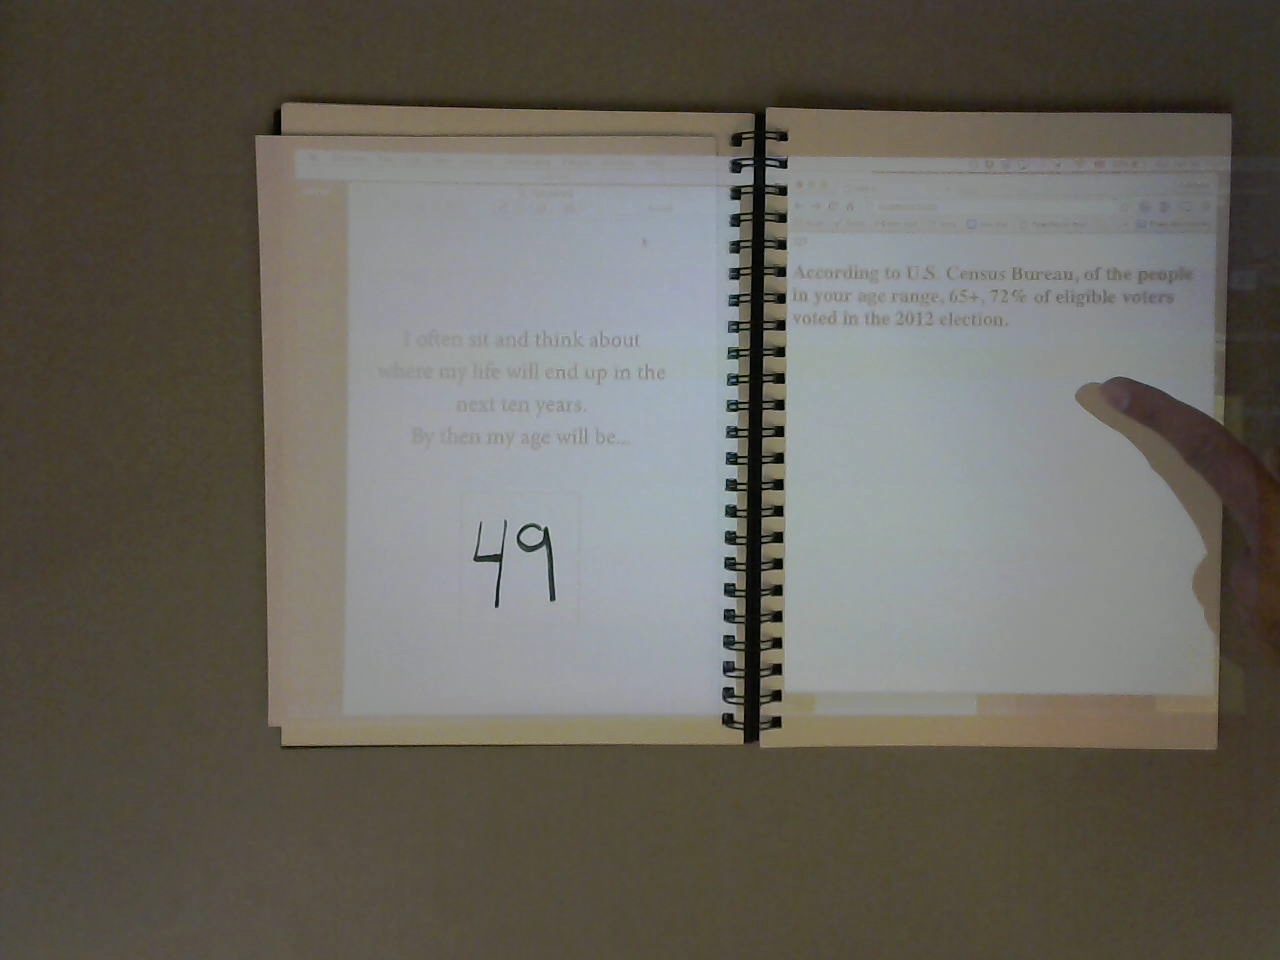 I often sit and think about
where my life will end up in the
next ten years.
By then my age will be...
49
According to U.S. Census Bureau, of the people
in your age range, 65+, 72% of eligible voters
voted in the 2012 election.